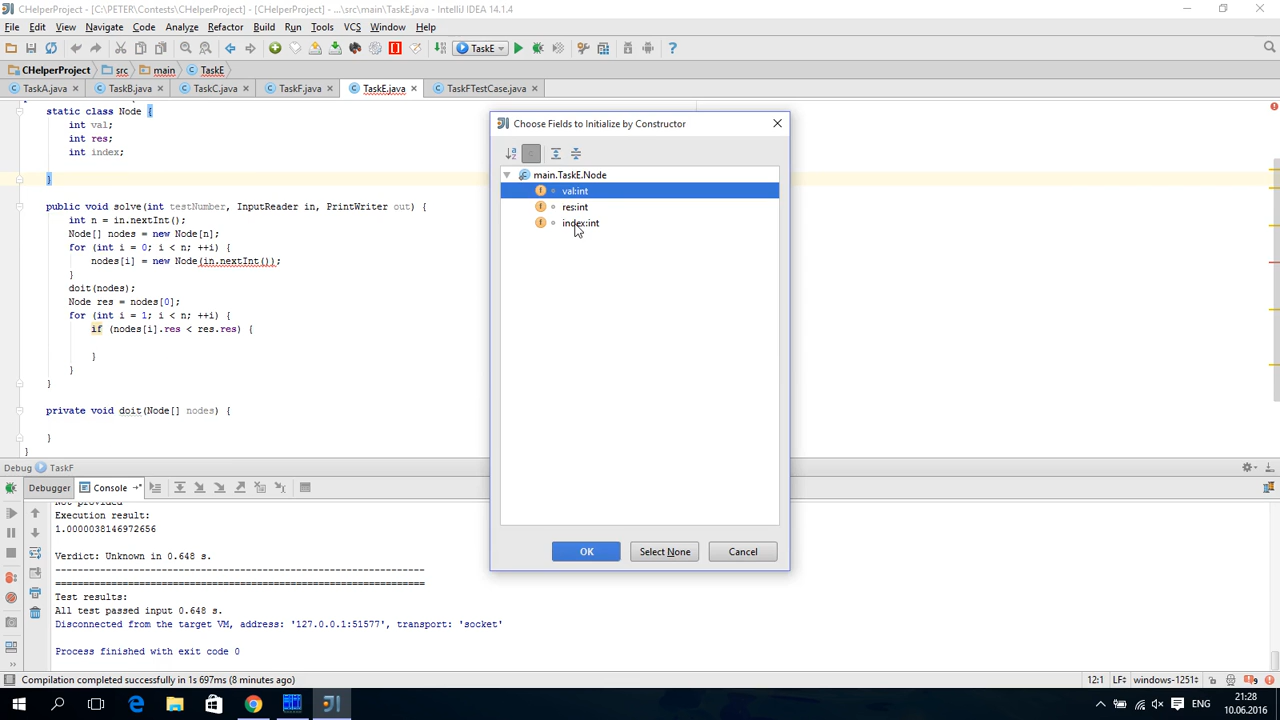 CHelperProject - [C:\PETER\Contests\CHelperProject] - [CHelperProject] - ...\src\main\TaskE.java - IntelliJ IDEA 14.1.4
File Edit View Navigate Code Analyze Refactor Build Run Tools VCS Window Help
TaskE
CHelperProject src main TaskE
TaskA.java TaskB.java TaskC.java TaskF.java TaskE.java TaskFTestCase.java
static class Node {
int val;
int res;
int index;
}
public void solve(int testNumber, InputReader in, PrintWriter out) {
int n = in.nextInt();
Node[] nodes = new Node[n];
for (int i = 0; i < n; ++i) {
nodes[i] = new Node(in.nextInt());
}
doit(nodes);
Node res = nodes[0];
for (int i = 1; i < n; ++i) {
if (nodes[i].res < res.res) {
}
}
}
private void doit(Node[] nodes) {
}
}
Choose Fields to Initialize by Constructor
main.TaskE.Node
val:int
res:int
index:int
OK Select None Cancel
Debug TaskF
Debugger Console
Not provided
Execution result:
1.0000038146972656
Verdict: Unknown in 0.648 s.
------------------------------------------------------------------
==================================================================
Test results:
All test passed input 0.648 s.
Disconnected from the target VM, address: '127.0.0.1:51577', transport: 'socket'
Process finished with exit code 0
Compilation completed successfully in 1s 697ms (8 minutes ago) 12:1 LF÷ windows-1251÷
ENG 21:28
10.06.2016